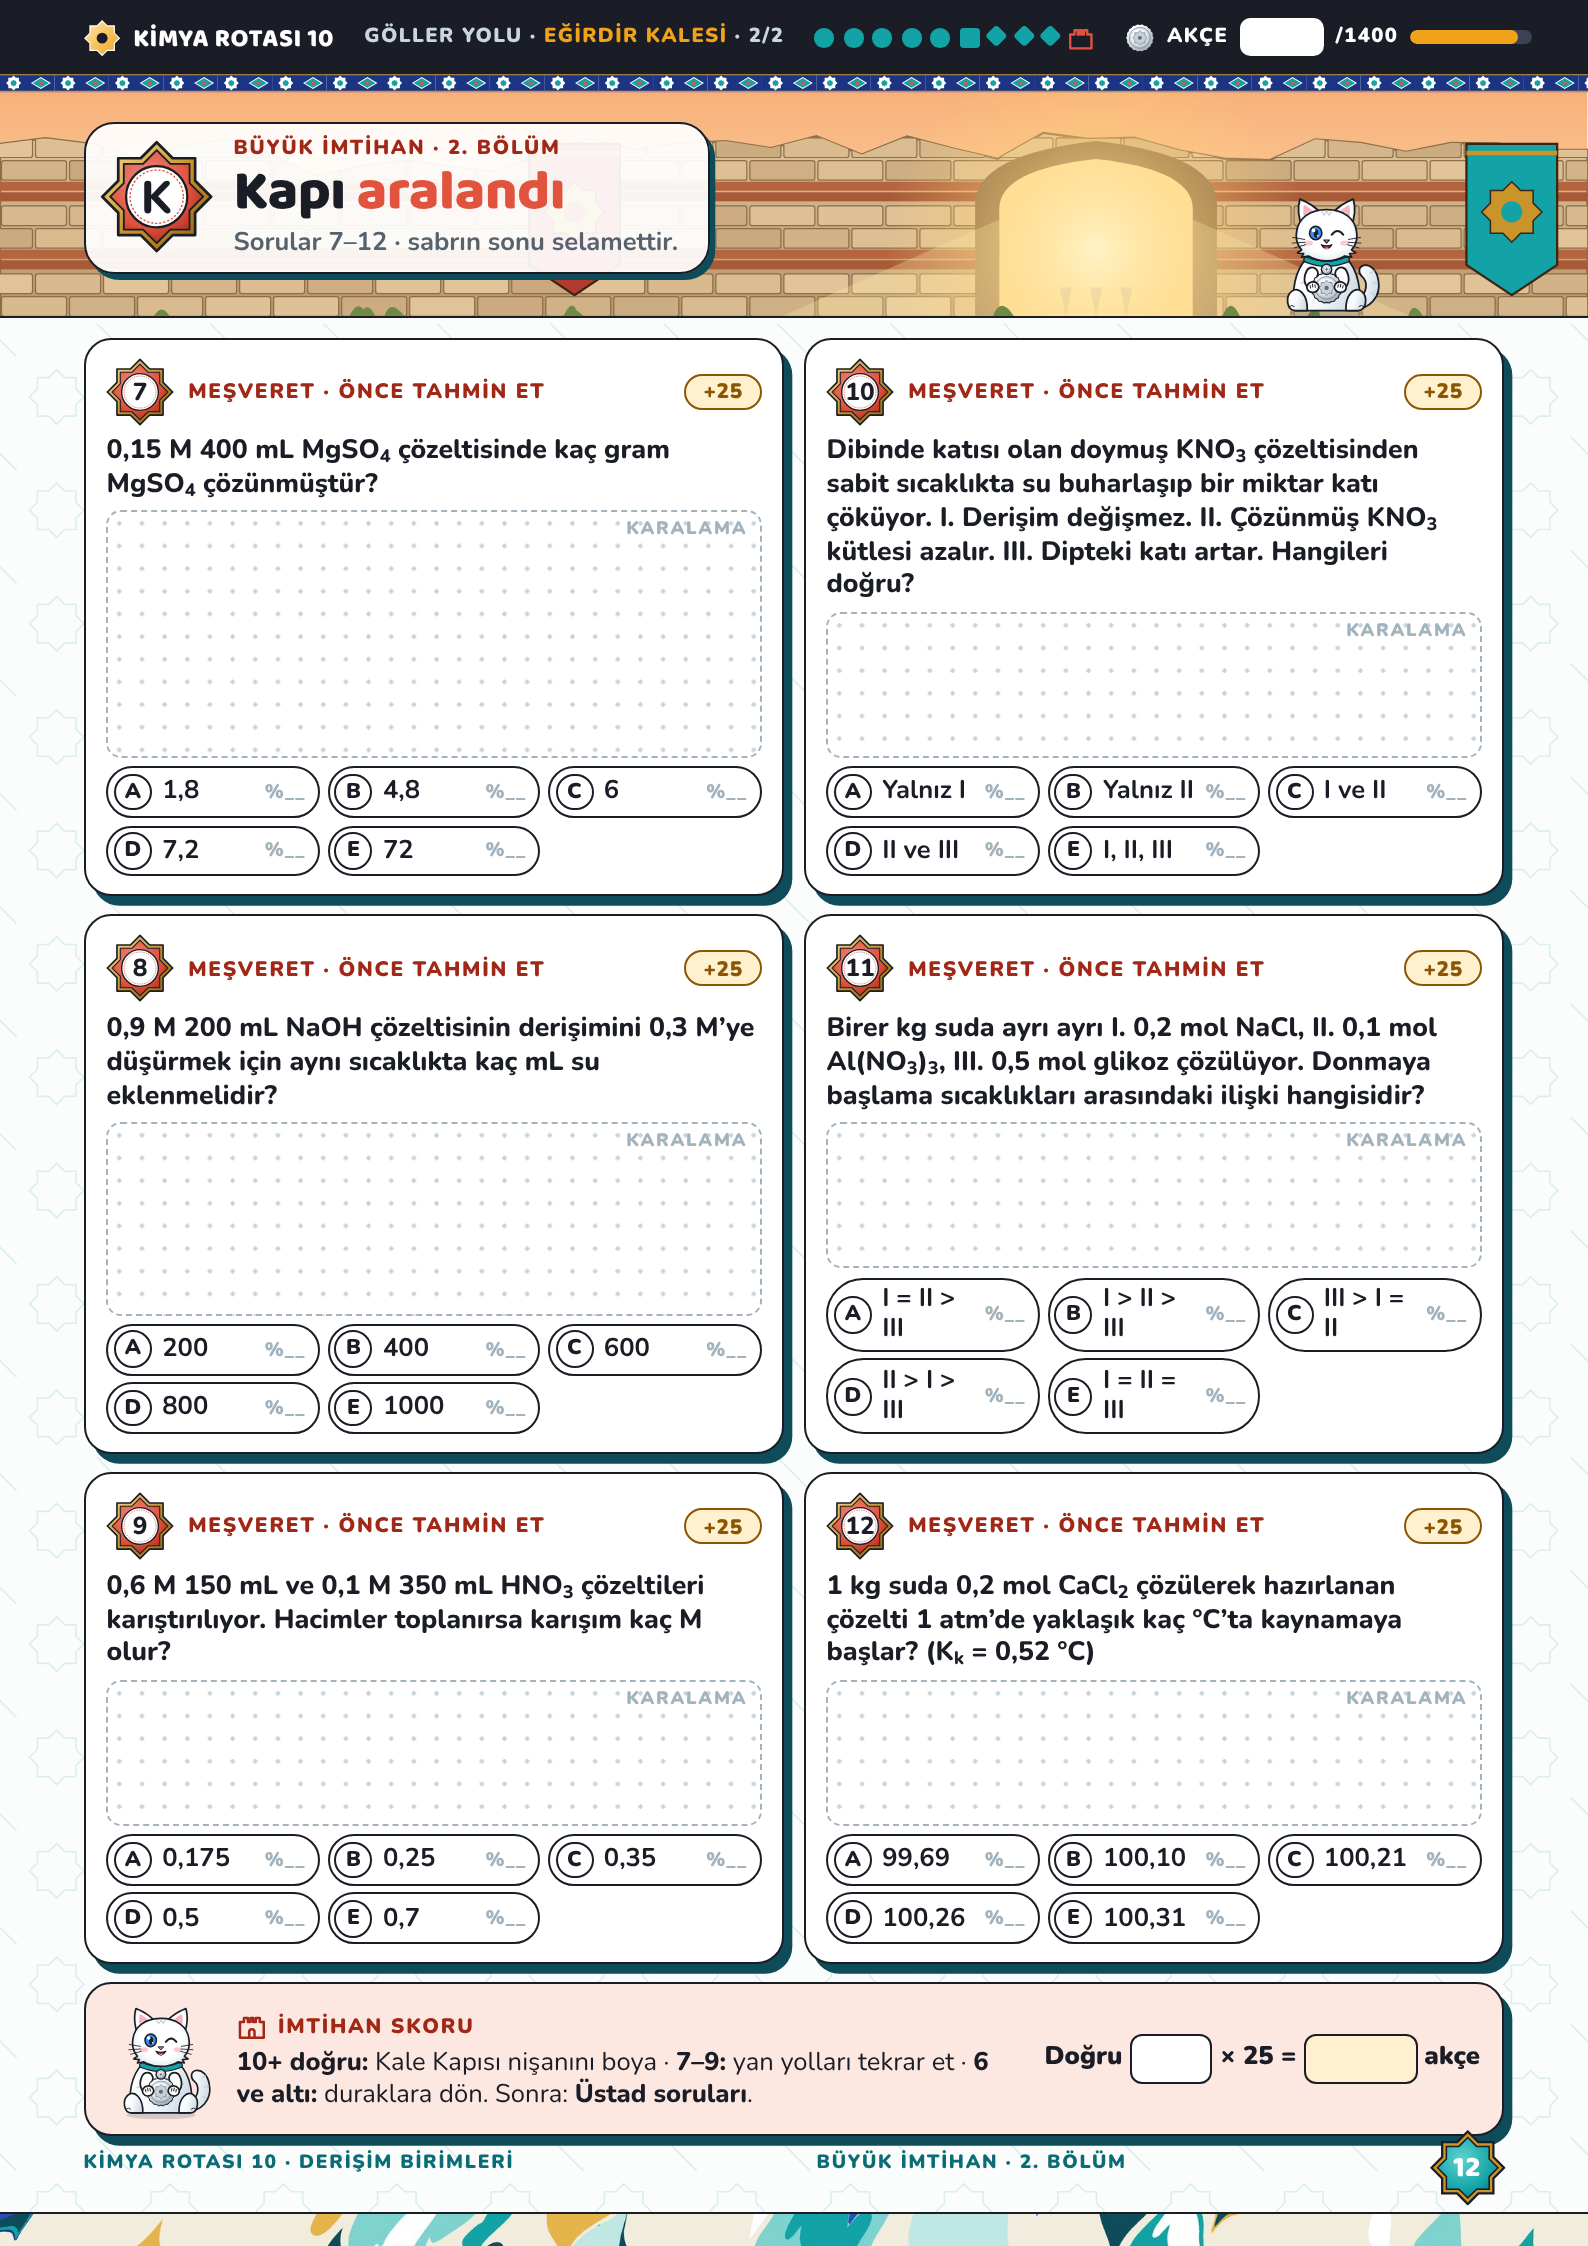 KİMYA ROTASI 10 GÖLLER YOLU · EĞİRDİR KALESİ · 2/2 AKÇE /1400
BÜYÜK İMTİHAN · 2. BÖLÜM
K
Kapı aralandı
Sorular 7–12 · sabrın sonu selamettir.
7 MEŞVERET · ÖNCE TAHMİN ET +25
0,15 M 400 mL MgSO₄ çözeltisinde kaç gram
MgSO₄ çözünmüştür?
KARALAMA
A 1,8 %__ B 4,8 %__ C 6 %__
D 7,2 %__ E 72 %__
8 MEŞVERET · ÖNCE TAHMİN ET +25
0,9 M 200 mL NaOH çözeltisinin derişimini 0,3 M’ye
düşürmek için aynı sıcaklıkta kaç mL su
eklenmelidir?
KARALAMA
A 200 %__ B 400 %__ C 600 %__
D 800 %__ E 1000 %__
9 MEŞVERET · ÖNCE TAHMİN ET +25
0,6 M 150 mL ve 0,1 M 350 mL HNO₃ çözeltileri
karıştırılıyor. Hacimler toplanırsa karışım kaç M
olur?
KARALAMA
A 0,175 %__ B 0,25 %__ C 0,35 %__
D 0,5 %__ E 0,7 %__
10 MEŞVERET · ÖNCE TAHMİN ET +25
Dibinde katısı olan doymuş KNO₃ çözeltisinden
sabit sıcaklıkta su buharlaşıp bir miktar katı
çöküyor. I. Derişim değişmez. II. Çözünmüş KNO₃
kütlesi azalır. III. Dipteki katı artar. Hangileri
doğru?
KARALAMA
A Yalnız I %__ B Yalnız II %__ C I ve II %__
D II ve III %__ E I, II, III %__
11 MEŞVERET · ÖNCE TAHMİN ET +25
Birer kg suda ayrı ayrı I. 0,2 mol NaCl, II. 0,1 mol
Al(NO₃)₃, III. 0,5 mol glikoz çözülüyor. Donmaya
başlama sıcaklıkları arasındaki ilişki hangisidir?
KARALAMA
A I = II > III %__ B I > II > III %__ C III > I = II %__
D II > I > III %__ E I = II = III %__
12 MEŞVERET · ÖNCE TAHMİN ET +25
1 kg suda 0,2 mol CaCl₂ çözülerek hazırlanan
çözelti 1 atm’de yaklaşık kaç °C’ta kaynamaya
başlar? (Kₖ = 0,52 °C)
KARALAMA
A 99,69 %__ B 100,10 %__ C 100,21 %__
D 100,26 %__ E 100,31 %__
İMTİHAN SKORU
10+ doğru: Kale Kapısı nişanını boya · 7–9: yan yolları tekrar et · 6
ve altı: duraklara dön. Sonra: Üstad soruları.
Doğru × 25 = akçe
KİMYA ROTASI 10 · DERİŞİM BİRİMLERİ BÜYÜK İMTİHAN · 2. BÖLÜM 12